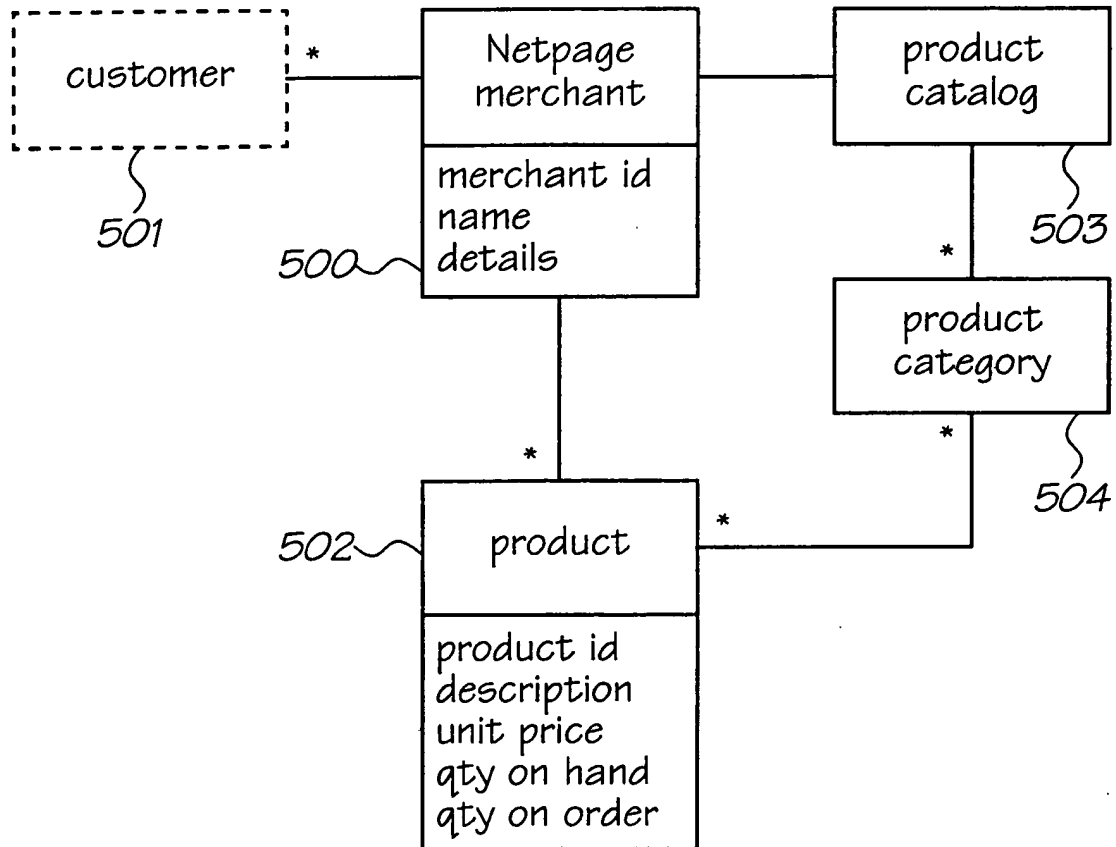 customer
*
Netpage
merchant
product
catalog
501
merchant id
name
details
500
503
*
product
category
*
*
504
502
product
*
product id
description
unit price
qty on hand
qty on order